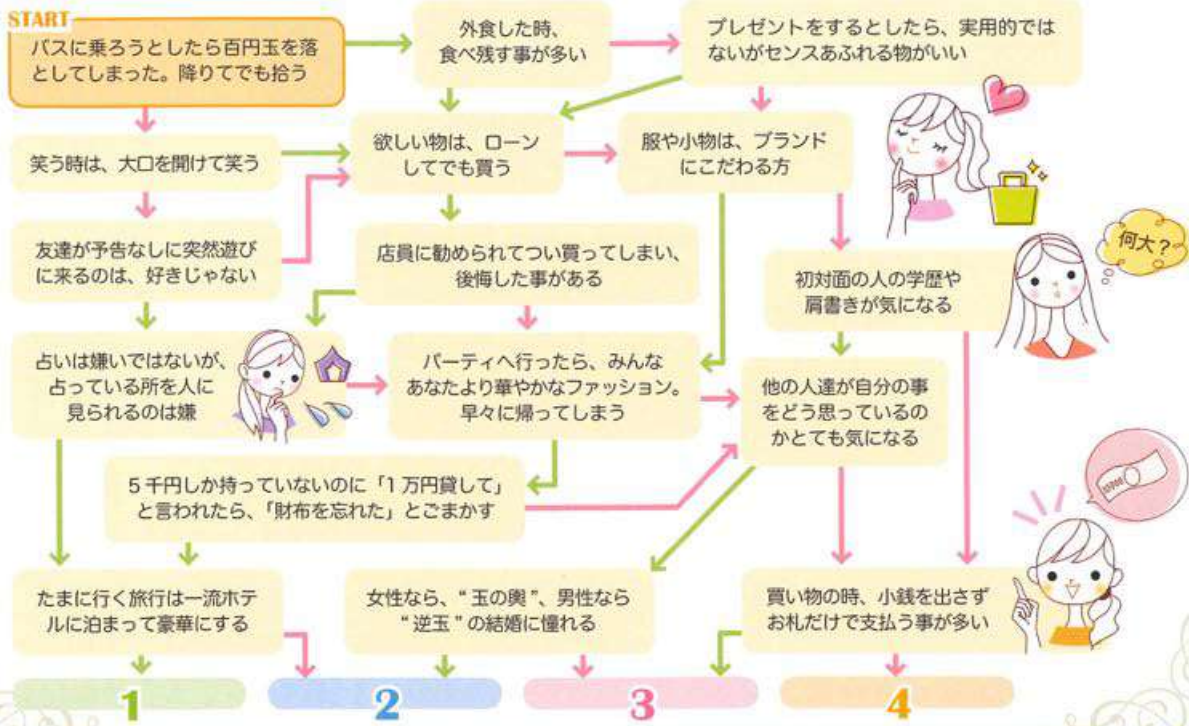 START
バスに乗ろうとしたら百円玉を落
としてしまった。降りてでも拾う
外食した時、
食べ残す事が多い
プレゼントをするとしたら、実用的では
ないがセンスあふれる物がいい
笑う時は、大口を開けて笑う
欲しい物は、ローン
してでも買う
服や小物は、ブランド
にこだわる方
友達が予告なしに突然遊び
に来るのは、好きじゃない
店員に勧められてつい買ってしまい、
後悔した事がある
初対面の人の学歴や
肩書きが気になる
何大？
占いは嫌いではないが、
占っている所を人に
見られるのは嫌
パーティへ行ったら、みんな
あなたより華やかなファッション。
早々に帰ってしまう
他の人達が自分の事
をどう思っているの
かとても気になる
5千円しか持っていないのに「1万円貸して」
と言われたら、「財布を忘れた」とごまかす
たまに行く旅行は一流ホテ
ルに泊まって豪華にする
女性なら、“玉の輿”、男性なら
“逆玉”の結婚に憧れる
買い物の時、小銭を出さず
お札だけで支払う事が多い
1
2
3
4